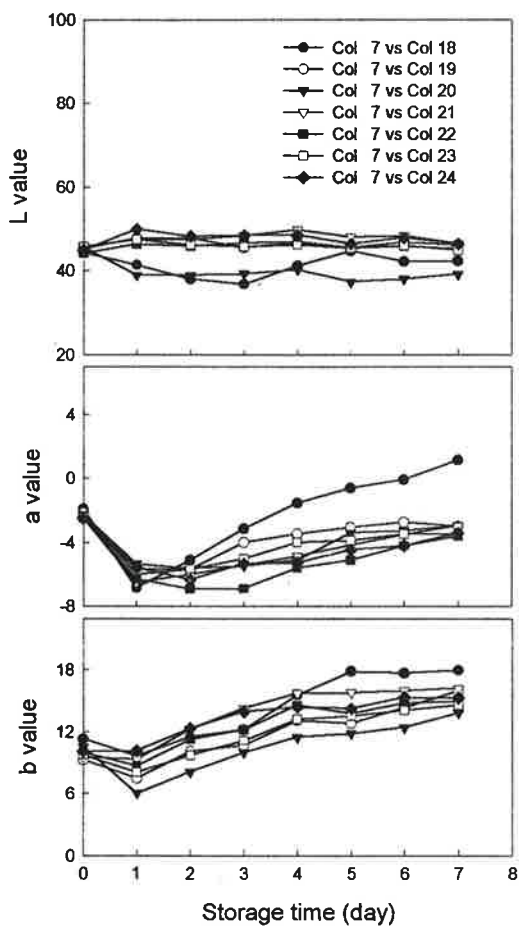 100
80
60
40
20
L value
Col 7 vs Col 18
Col 7 vs Col 19
Col 7 vs Col 20
Col 7 vs Col 21
Col 7 vs Col 22
Col 7 vs Col 23
Col 7 vs Col 24
4
0
-4
-8
a value
18
12
6
0
b value
0 1 2 3 4 5 6 7 8
Storage time (day)